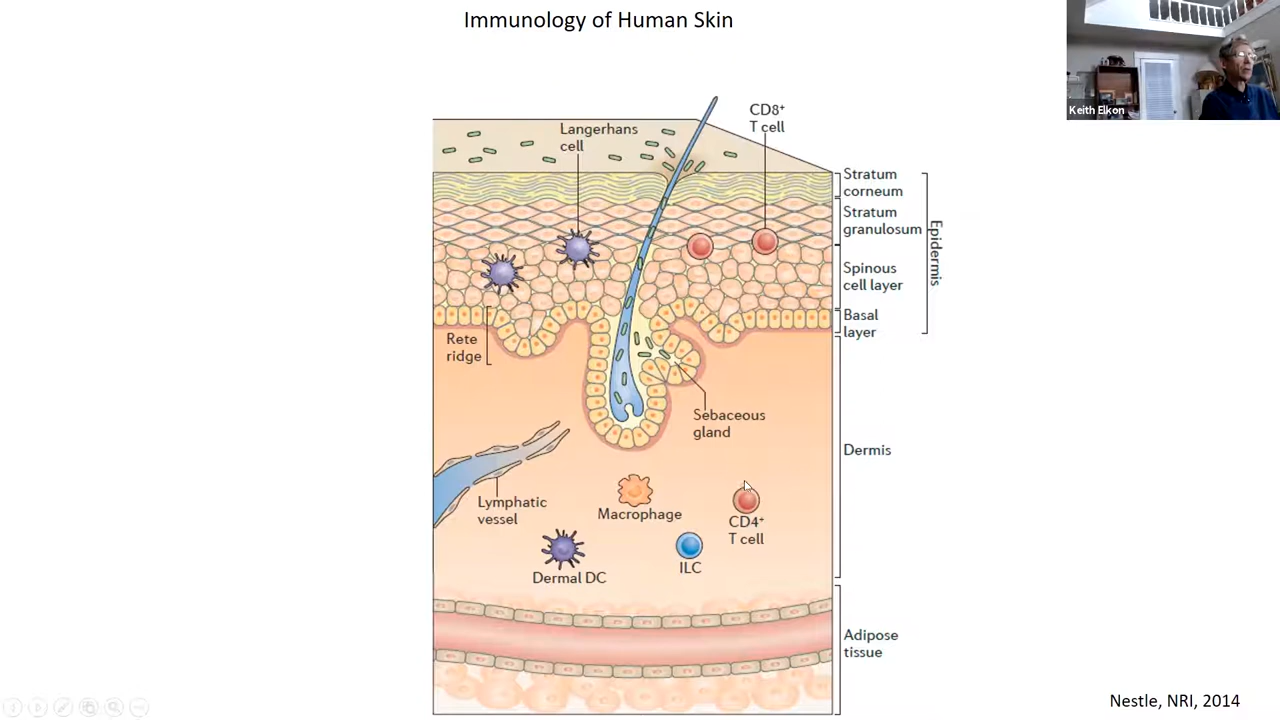 Immunology of Human Skin
Keith Elkon
Langerhans
cell
CD8⁺
T cell
Stratum
corneum
Stratum
granulosum
Epidermis
Spinous
cell layer
Basal
layer
Rete
ridge
Sebaceous
gland
Dermis
Lymphatic
vessel
Macrophage
CD4⁺
T cell
Dermal DC
ILC
Adipose
tissue
Nestle, NRI, 2014